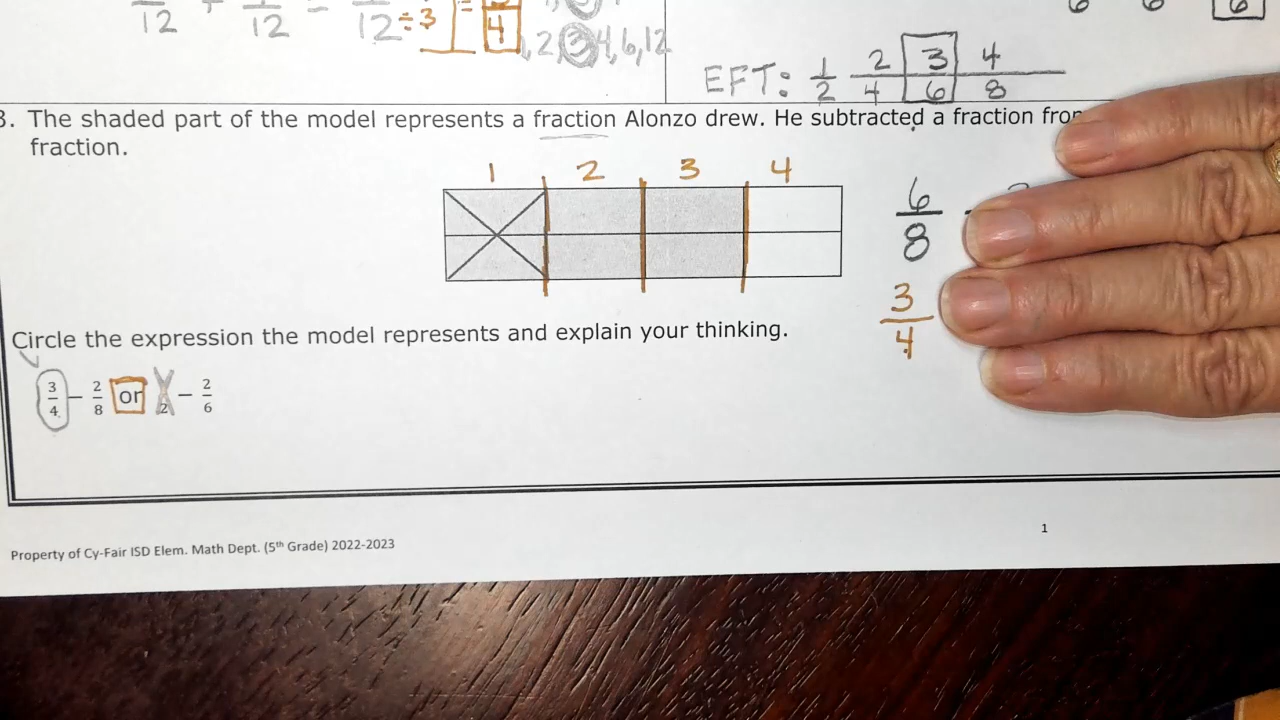 12 + 12 = 12 ÷3 = 4
1,2,3,4,6,12
6 6 6
EFT: 1/2 2/4 3/6 4/8
3. The shaded part of the model represents a fraction Alonzo drew. He subtracted a fraction from
fraction.
1 2 3 4
6/8 -
3/4
Circle the expression the model represents and explain your thinking.
3/4 - 2/8 or - 2/6
Property of Cy-Fair ISD Elem. Math Dept. (5th Grade) 2022-2023
1